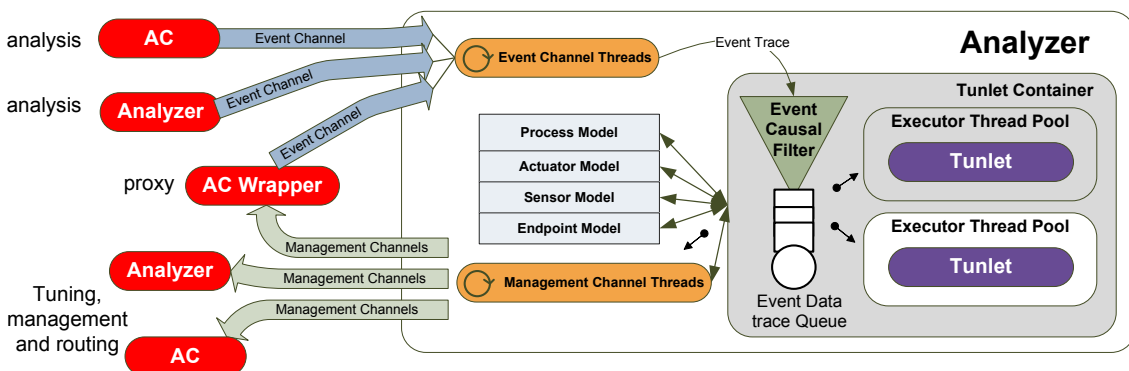 analysis
AC
Event Channel
analysis
Analyzer
Event Channel
Event Channel
proxy
AC Wrapper
Management Channels
Analyzer
Management Channels
Management Channels
Tuning,
management
and routing
AC
Analyzer
Event Channel Threads
Event Trace
Process Model
Actuator Model
Sensor Model
Endpoint Model
Management Channel Threads
Tunlet Container
Event
Causal
Filter
Event Data
trace Queue
Executor Thread Pool
Tunlet
Executor Thread Pool
Tunlet